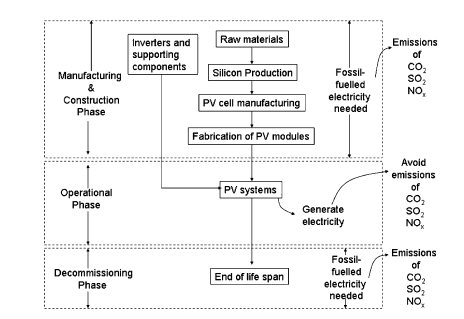 Manufacturing
&
Construction
Phase
Inverters and
supporting
components
Raw materials
Silicon Production
PV cell manufacturing
Fabrication of PV modules
Fossil-
fuelled
electricity
needed
Emissions
of
CO₂
SO₂
NOₓ
Operational
Phase
PV systems
Generate
electricity
Avoid
emissions
of
CO₂
SO₂
NOₓ
Decommissioning
Phase
End of life span
Fossil-
fuelled
electricity
needed
Emissions
of
CO₂
SO₂
NOₓ